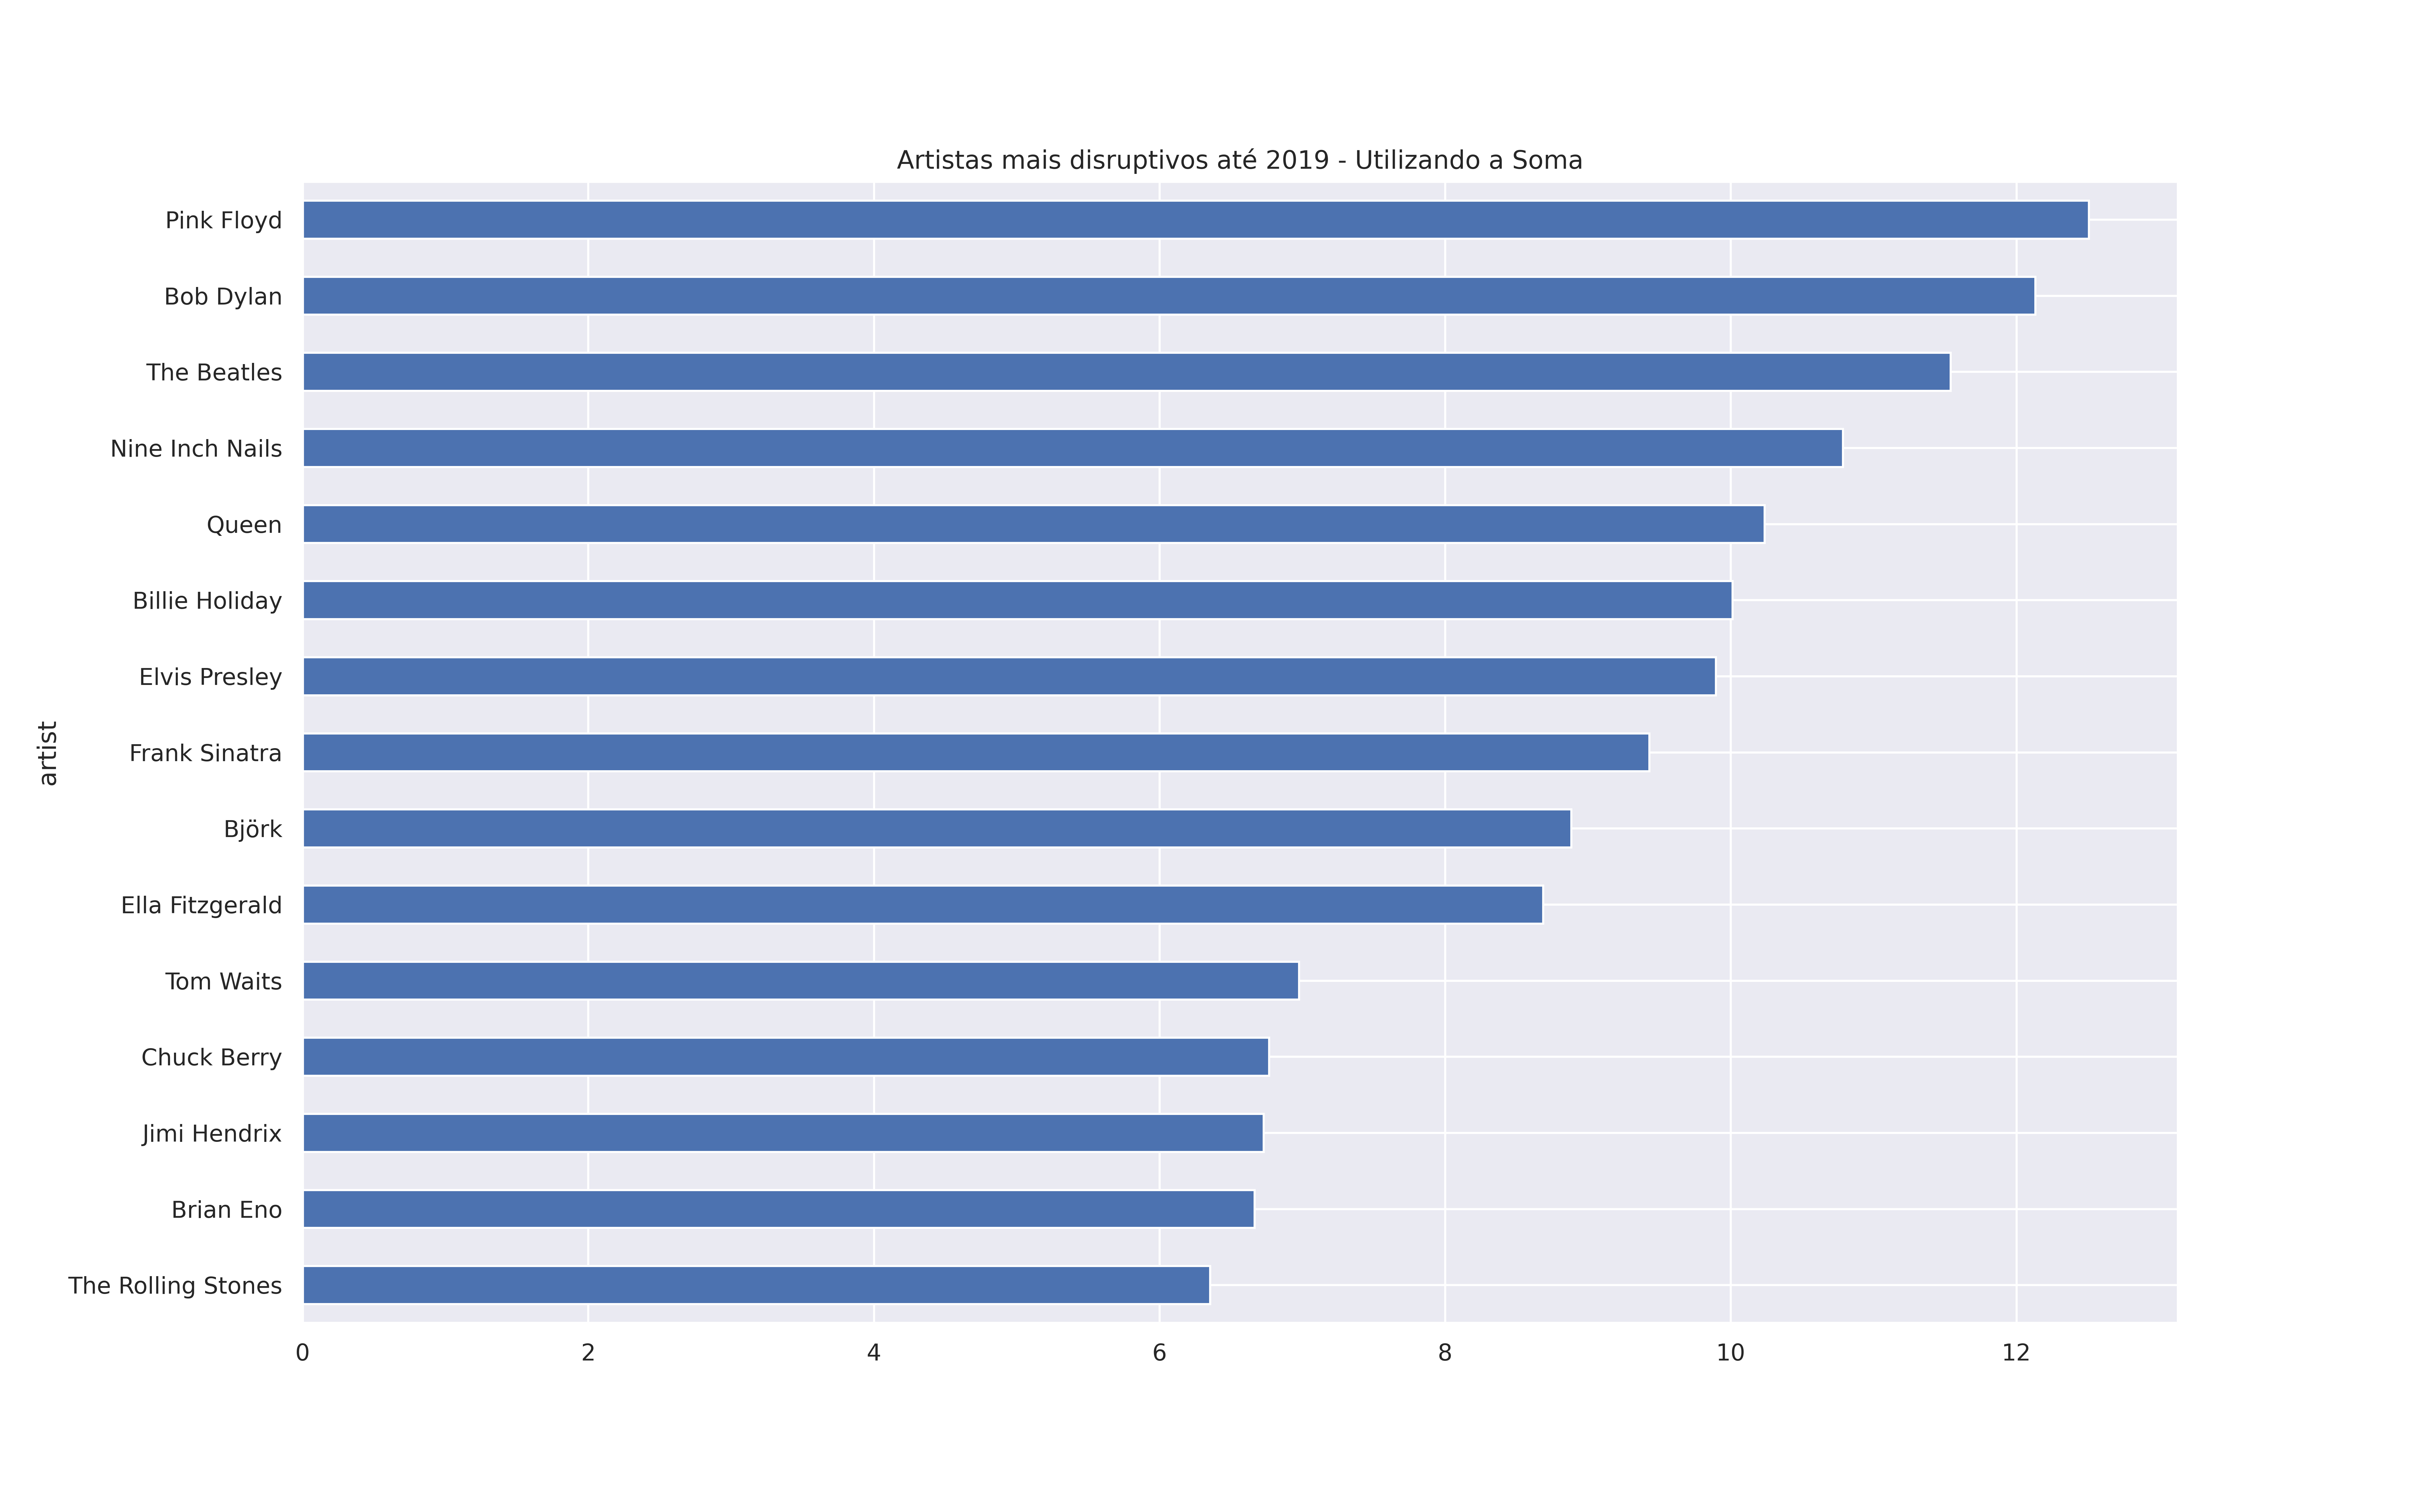 Artistas mais disruptivos até 2019 - Utilizando a Soma
Pink Floyd
Bob Dylan
The Beatles
Nine Inch Nails
Queen
Billie Holiday
Elvis Presley
Frank Sinatra
Björk
Ella Fitzgerald
Tom Waits
Chuck Berry
Jimi Hendrix
Brian Eno
The Rolling Stones
artist
0 2 4 6 8 10 12